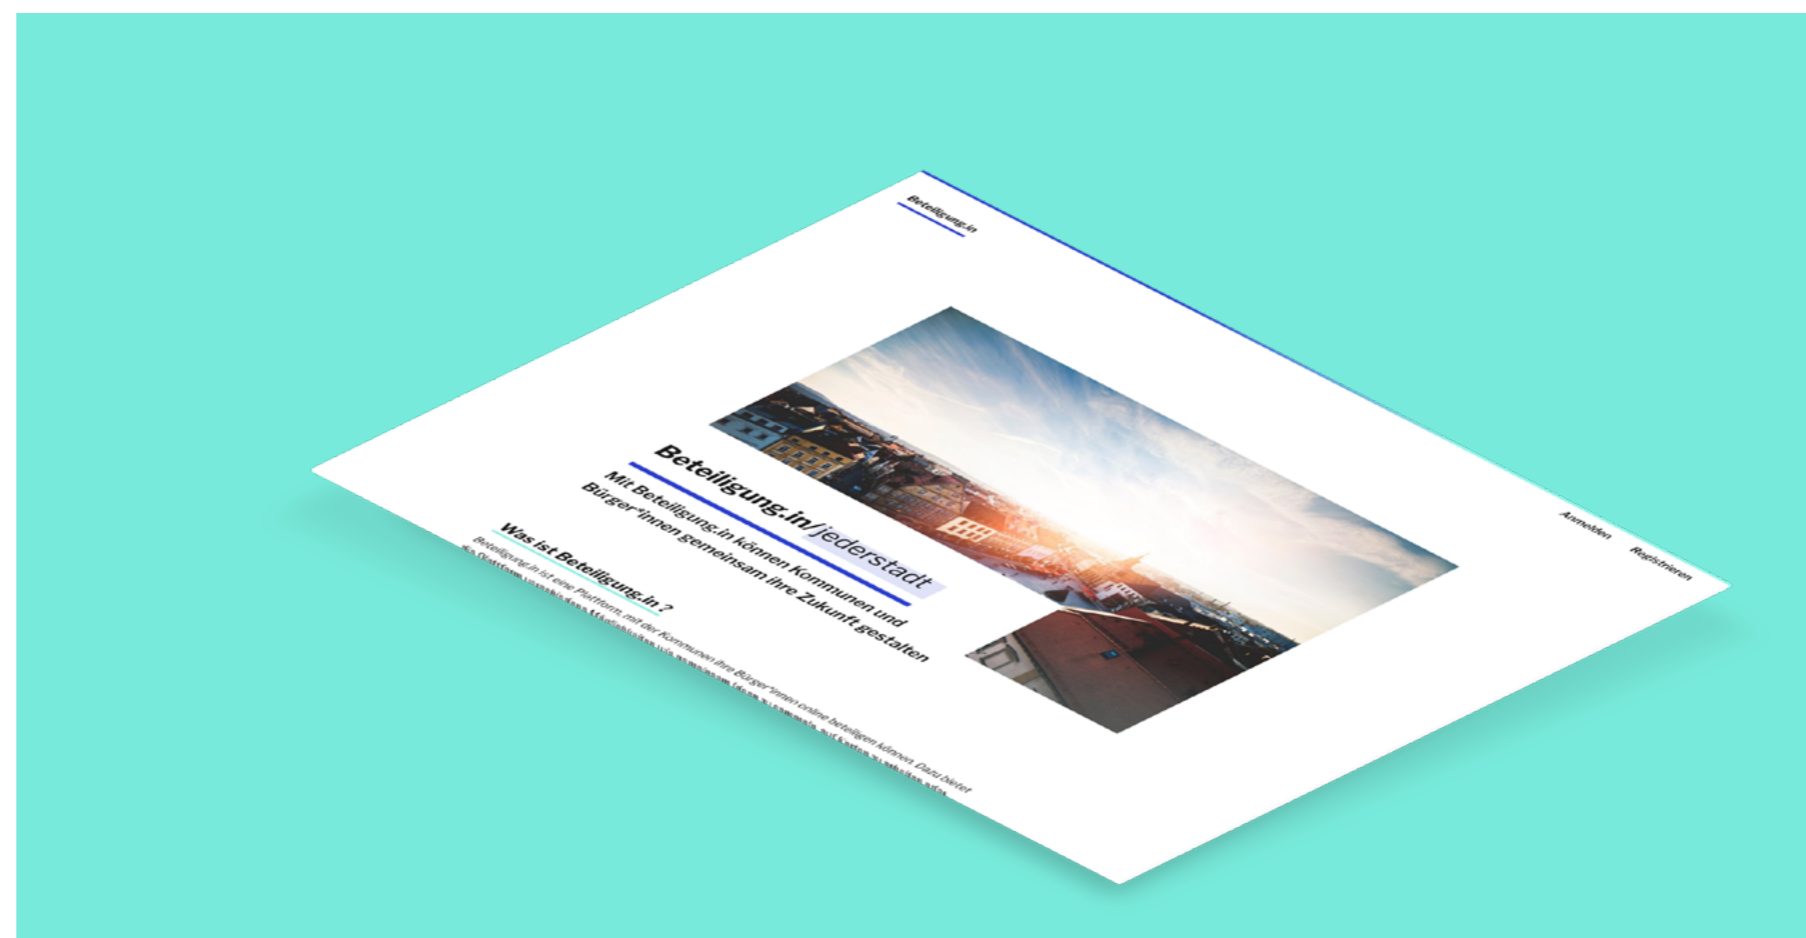 Beteiligung.in
Anmelden Registrieren
Beteiligung.in/jederstadt
Mit Beteiligung.in können Kommunen und
Bürger*innen gemeinsam ihre Zukunft gestalten
Was ist Beteiligung.in ?
Beteiligung.in ist eine Plattform, mit der Kommunen ihre Bürger*innen online beteiligen können. Dazu bietet